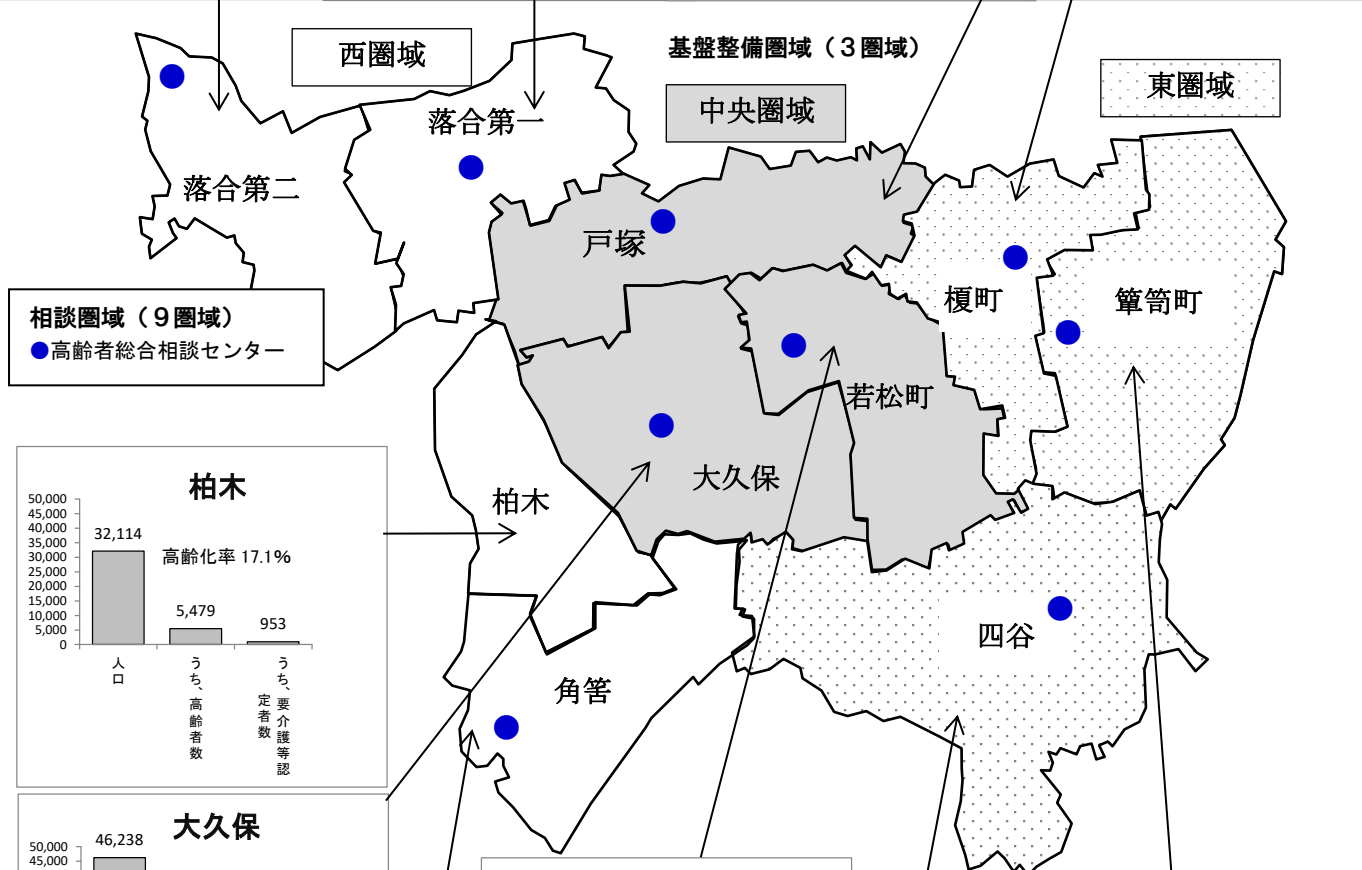 西圏域
基盤整備圏域（３圏域）
中央圏域
東圏域
落合第一
落合第二
戸塚
榎町
簞笥町
相談圏域（９圏域）
●高齢者総合相談センター
若松町
大久保
柏木
四谷
角筈
柏木
50,000
45,000
40,000
35,000
30,000
25,000
20,000
15,000
10,000
5,000
0
32,114
高齢化率 17.1%
5,479
953
人口
うち、高齢者数
うち、要介護等認
定者数
大久保
50,000
45,000
46,238